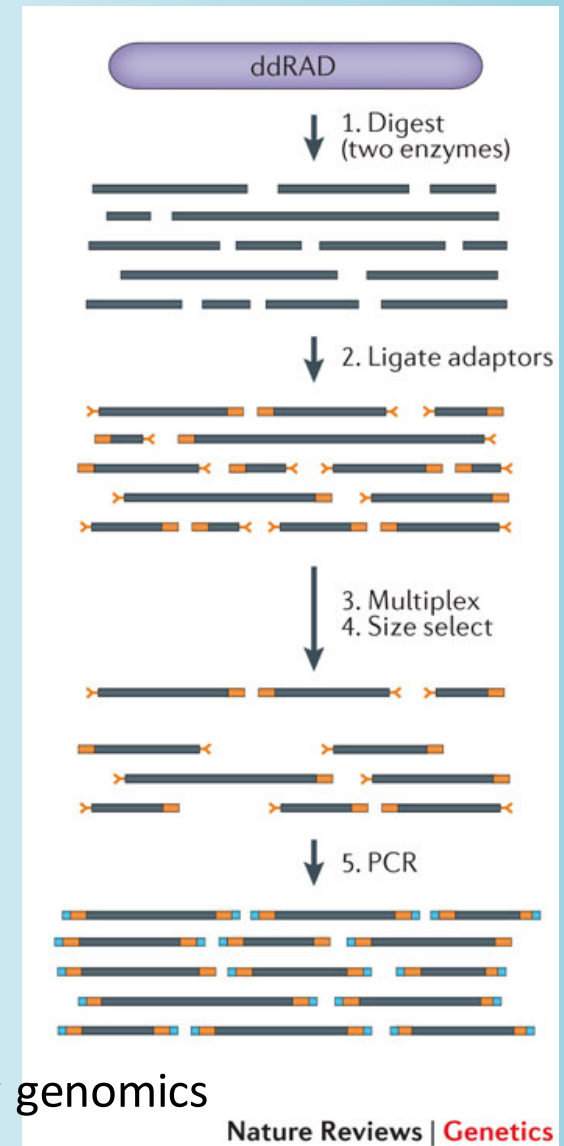 ddRAD
1. Digest
(two enzymes)
2. Ligate adaptors
3. Multiplex
4. Size select
5. PCR
genomics
Nature Reviews | Genetics